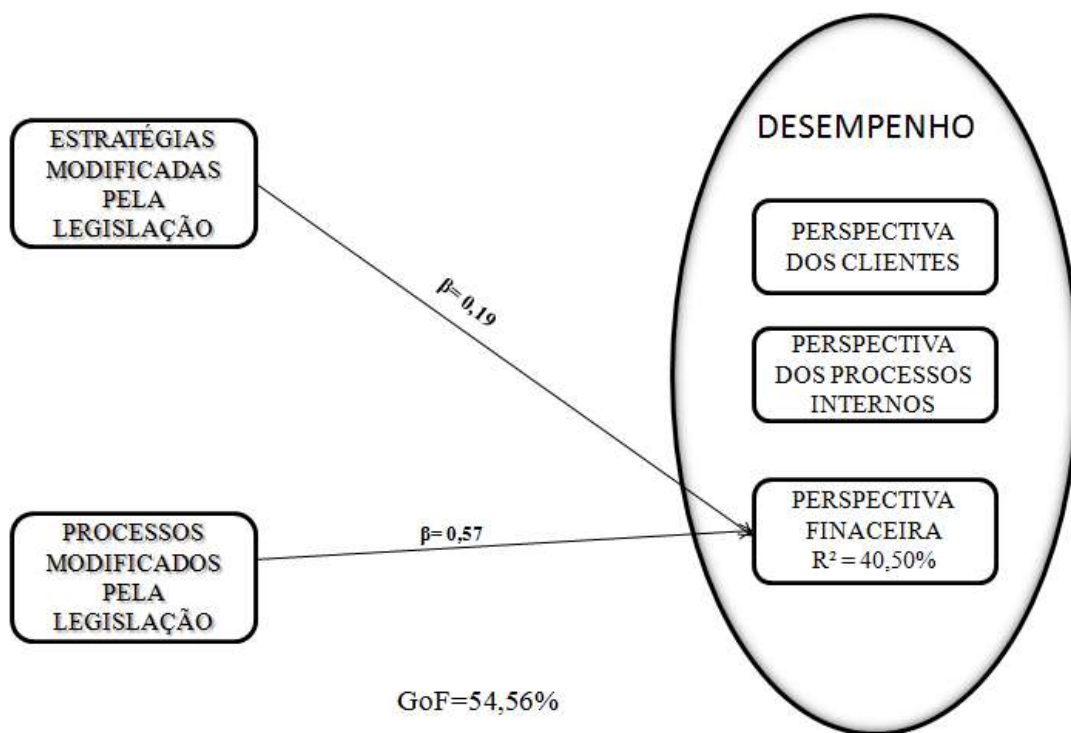 ESTRATÉGIAS
MODIFICADAS
PELA
LEGISLAÇÃO
β= 0,19
PROCESSOS
MODIFICADOS
PELA
LEGISLAÇÃO
β= 0,57
DESEMPENHO
PERSPECTIVA
DOS CLIENTES
PERSPECTIVA
DOS PROCESSOS
INTERNOS
PERSPECTIVA
FINACEIRA
R² = 40,50%
GoF=54,56%